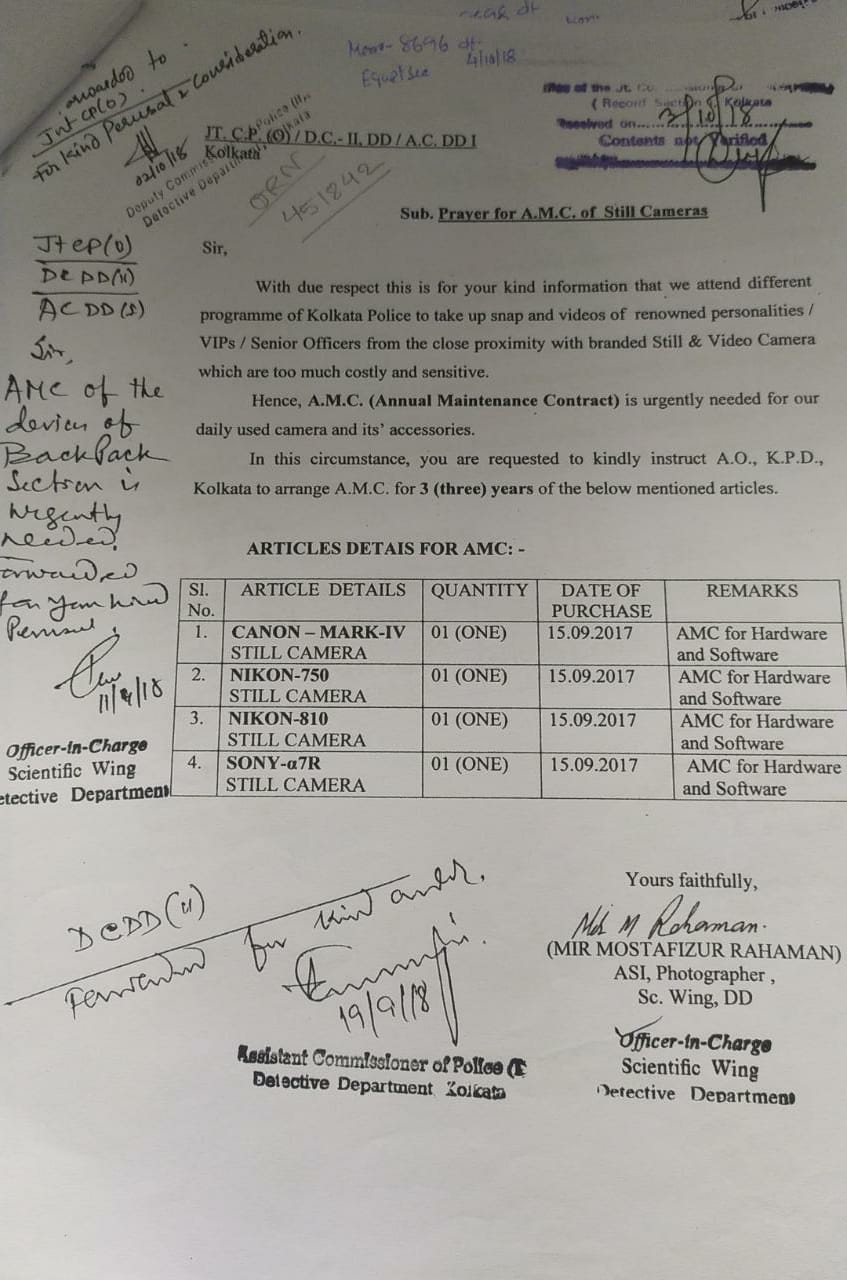 Memo- 8696 dt.
4/10/18
forwarded to
Jnt CP(O).
for kind Perusal & Consideration.
02/10/18
Deputy Commissioner of Police (II),
Detective Department, Kolkata
Office of the Jt. Co
( Record Section ) Kolkata
Received on 3/10/18
Contents not Verified
JT. C.P. (O) / D.C.- II, DD / A.C. DD I
Kolkata
ORN
451842
Sub. Prayer for A.M.C. of Still Cameras
Sir,
With due respect this is for your kind information that we attend different
programme of Kolkata Police to take up snap and videos of renowned personalities /
VIPs / Senior Officers from the close proximity with branded Still & Video Camera
which are too much costly and sensitive.
Hence, A.M.C. (Annual Maintenance Contract) is urgently needed for our
daily used camera and its' accessories.
In this circumstance, you are requested to kindly instruct A.O., K.P.D.,
Kolkata to arrange A.M.C. for 3 (three) years of the below mentioned articles.
Jt CP(O)
DC DD(II)
AC DD (S)
Sir,
AMC of the
devices of
BackPack
Section is
urgently
needed.
Forwarded
for your kind
Perusal.
11/9/18
Officer-in-Charge
Scientific Wing
Detective Department
ARTICLES DETAIS FOR AMC: -
Sl. No. ARTICLE DETAILS QUANTITY DATE OF PURCHASE REMARKS
1. CANON – MARK-IV STILL CAMERA 01 (ONE) 15.09.2017 AMC for Hardware and Software
2. NIKON-750 STILL CAMERA 01 (ONE) 15.09.2017 AMC for Hardware and Software
3. NIKON-810 STILL CAMERA 01 (ONE) 15.09.2017 AMC for Hardware and Software
4. SONY-α7R STILL CAMERA 01 (ONE) 15.09.2017 AMC for Hardware and Software
DCDD(II)
Forwarded for kind order.
19/9/18
Assistant Commissioner of Police (
Detective Department, Kolkata
Yours faithfully,
Md M Rahaman.
(MIR MOSTAFIZUR RAHAMAN)
ASI, Photographer ,
Sc. Wing, DD
Officer-in-Charge
Scientific Wing
Detective Department